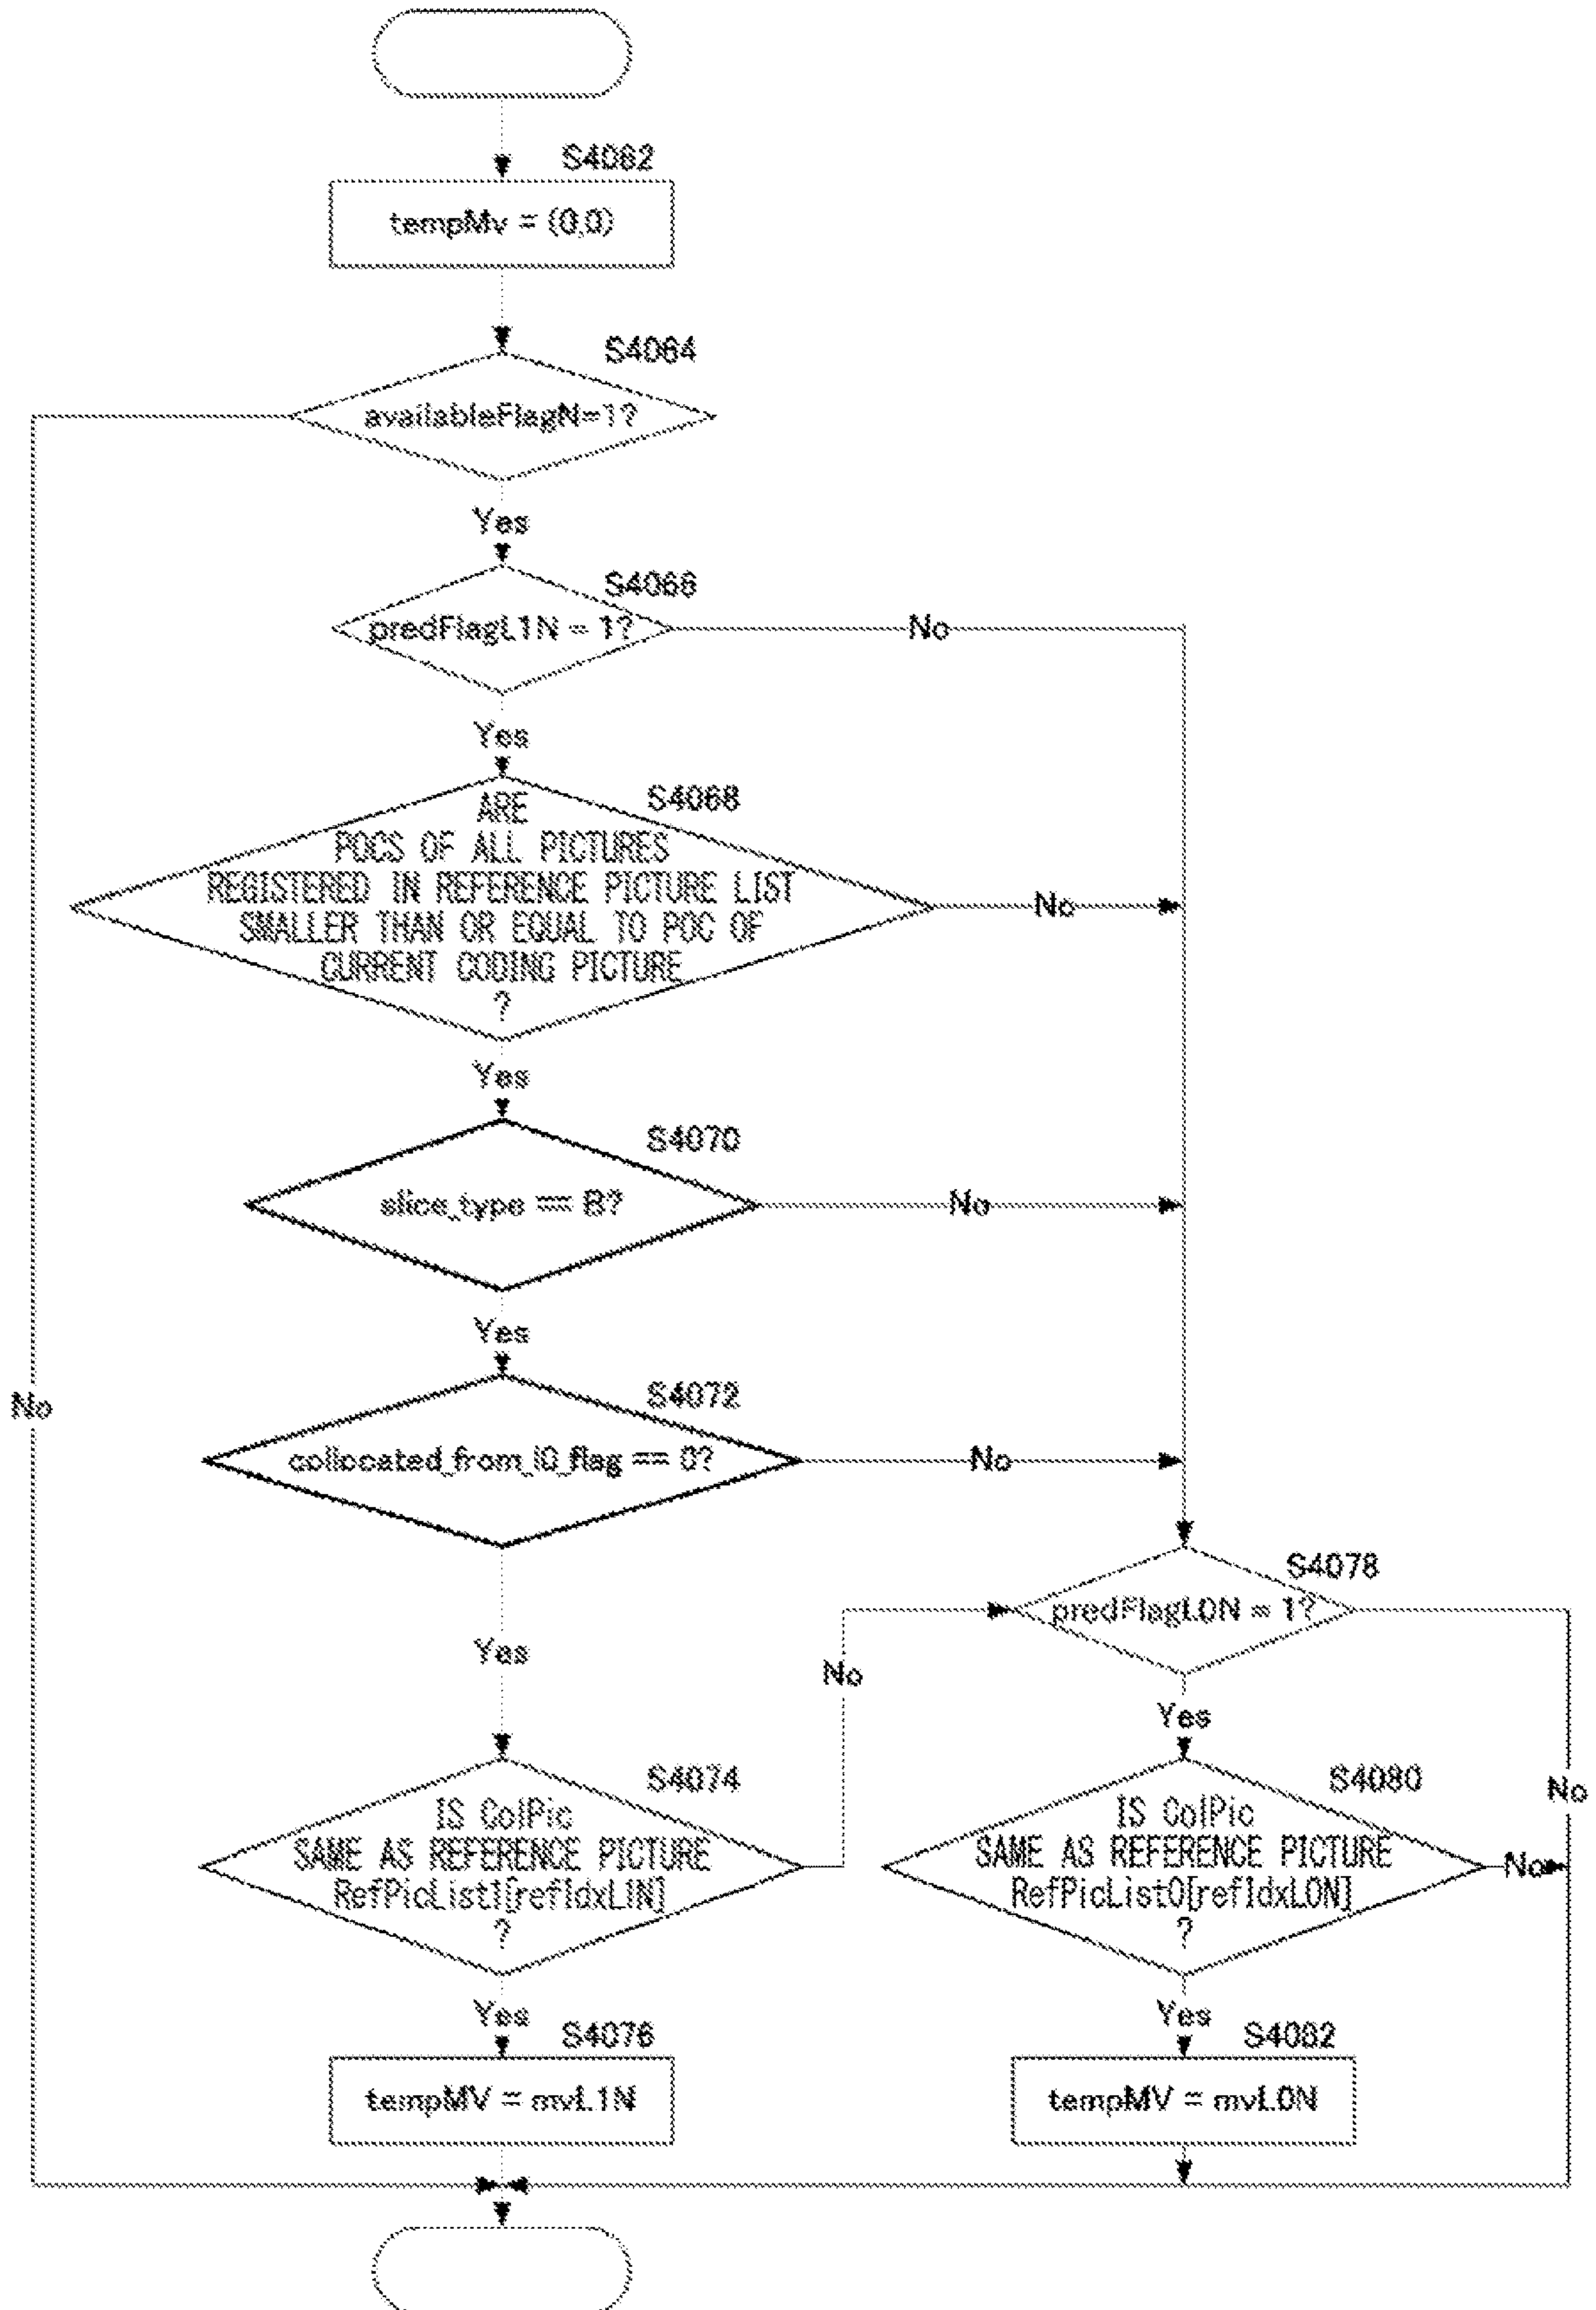 S4062
tempMv = (0,0)
S4064
availableFlagN=1?
Yes
S4066
predFlagL1N = 1?
No
Yes
S4068
ARE
POCS OF ALL PICTURES
REGISTERED IN REFERENCE PICTURE LIST
SMALLER THAN OR EQUAL TO POC OF
CURRENT CODING PICTURE
?
No
Yes
S4070
slice_type == B?
No
Yes
No
S4072
collocated_from_l0_flag == 0?
No
Yes
S4078
predFlagL0N = 1?
No
Yes
No
S4074
IS ColPic
SAME AS REFERENCE PICTURE
RefPicList1[refIdxL1N]
?
S4080
IS ColPic
SAME AS REFERENCE PICTURE
RefPicList0[refIdxL0N]
?
No
Yes
S4076
tempMV = mvL1N
Yes
S4082
tempMV = mvL0N